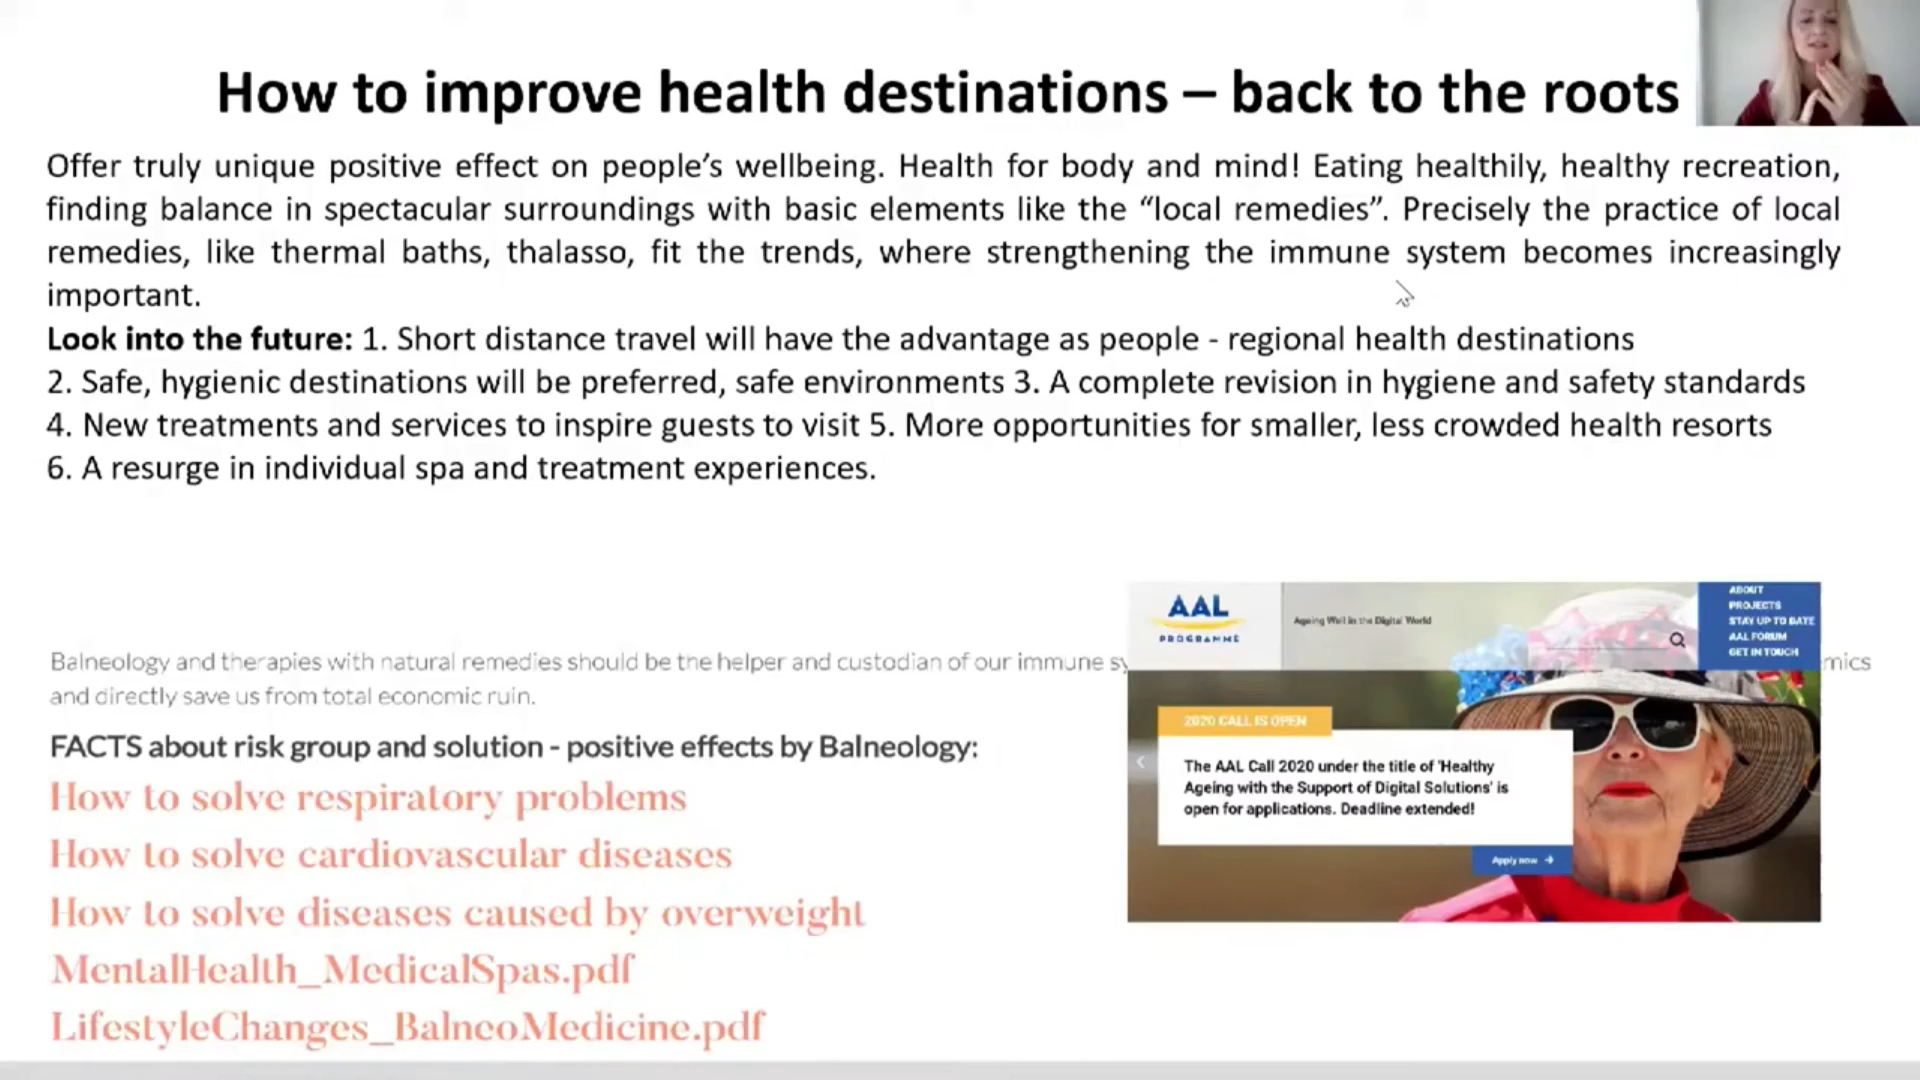 How to improve health destinations – back to the roots
Offer truly unique positive effect on people’s wellbeing. Health for body and mind! Eating healthily, healthy recreation,
finding balance in spectacular surroundings with basic elements like the “local remedies”. Precisely the practice of local
remedies, like thermal baths, thalasso, fit the trends, where strengthening the immune system becomes increasingly
important.
Look into the future: 1. Short distance travel will have the advantage as people - regional health destinations
2. Safe, hygienic destinations will be preferred, safe environments 3. A complete revision in hygiene and safety standards
4. New treatments and services to inspire guests to visit 5. More opportunities for smaller, less crowded health resorts
6. A resurge in individual spa and treatment experiences.
Balneology and therapies with natural remedies should be the helper and custodian of our immune sy
mics
and directly save us from total economic ruin.
FACTS about risk group and solution - positive effects by Balneology:
How to solve respiratory problems
How to solve cardiovascular diseases
How to solve diseases caused by overweight
MentalHealth_MedicalSpas.pdf
LifestyleChanges_BalneoMedicine.pdf
AAL
PROGRAMME
Ageing Well in the Digital World
ABOUT
PROJECTS
STAY UP TO DATE
AAL FORUM
GET IN TOUCH
2020 CALL IS OPEN
The AAL Call 2020 under the title of 'Healthy
Ageing with the Support of Digital Solutions' is
open for applications. Deadline extended!
Apply now